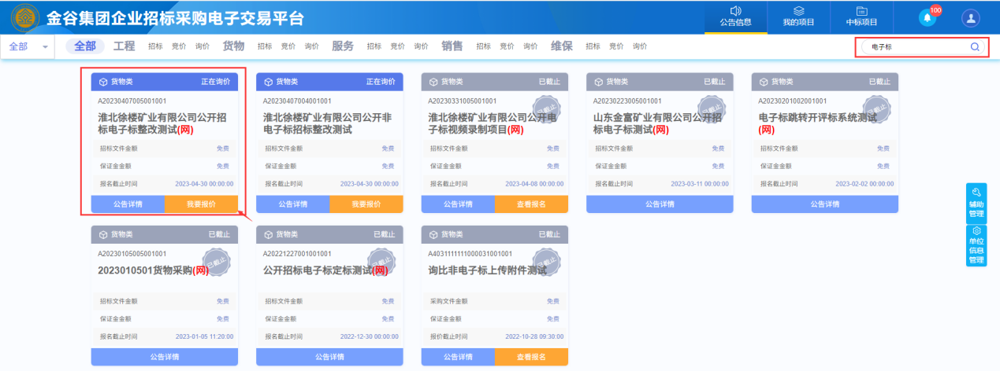 金谷集团企业招标采购电子交易平台
公告信息
我的项目
中标项目
100
全部
全部 工程 招标 竞价 询价 货物 招标 竞价 询价 服务 招标 竞价 询价 销售 招标 竞价 询价 维保 招标 竞价 询价
电子标
货物类 正在询价
A20230407005001001
淮北徐楼矿业有限公司公开招
标电子标整改测试(网)
招标文件金额 免费
保证金金额 免费
报名截止时间 2023-04-30 00:00:00
公告详情 我要报价
货物类 正在询价
A20230407004001001
淮北徐楼矿业有限公司公开非
电子标招标整改测试
招标文件金额 免费
保证金金额 免费
报名截止时间 2023-04-30 00:00:00
公告详情 我要报价
货物类 已截止
A20230331005001001
已截止
淮北徐楼矿业有限公司公开电
子标视频录制项目(网)
招标文件金额 免费
保证金金额 免费
报名截止时间 2023-04-08 00:00:00
公告详情 查看报名
货物类 已截止
A20230223005001001
已截止
山东金富矿业有限公司公开招
标电子标测试(网)
招标文件金额 免费
保证金金额 免费
报名截止时间 2023-03-11 00:00:00
公告详情
货物类 已截止
A20230201002001001
已截止
电子标跳转开评标系统测试
(网)
招标文件金额 免费
保证金金额 免费
报名截止时间 2023-02-02 00:00:00
公告详情
货物类 已截止
A20230105005001001
已截止
2023010501货物采购(网)
招标文件金额 免费
保证金金额 免费
报名截止时间 2023-01-05 11:20:00
公告详情
货物类 已截止
A20221227001001001
已截止
公开招标电子标定标测试(网)
招标文件金额 免费
保证金金额 免费
报名截止时间 2022-12-30 00:00:00
公告详情
货物类 已截止
A4031111111000031001001
已截止
询比非电子标上传附件测试
采购文件金额 免费
保证金金额 免费
报价截止时间 2022-10-28 09:30:00
公告详情 查看报名
辅助
管理
单位
信息
管理